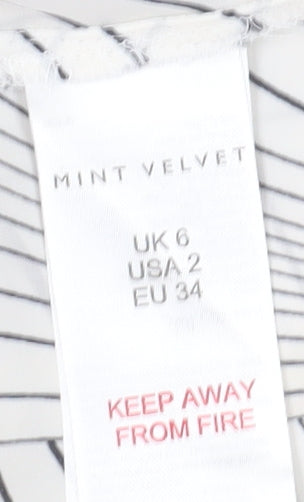 MINT VELVET
UK 6
USA 2
EU 34
KEEP AWAY
FROM FIRE